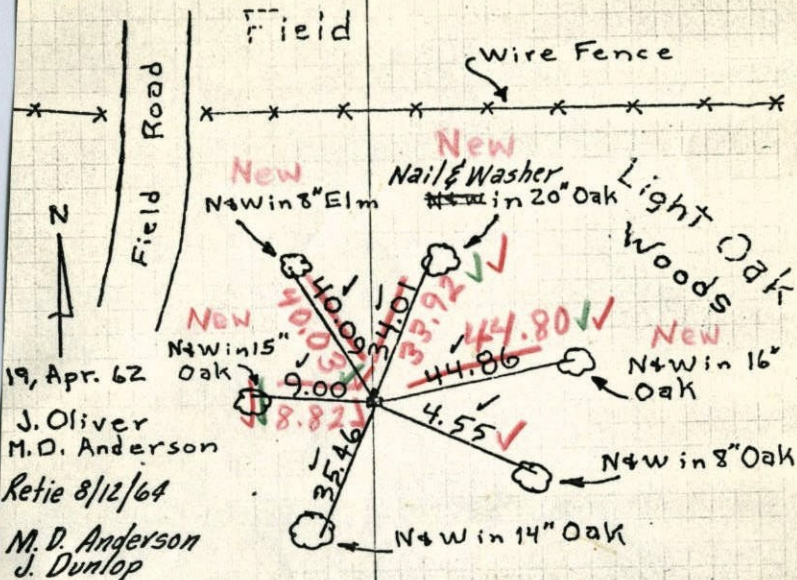 Field
Wire Fence
Field Road
New
New
Nail & Washer
N&W in 20" Oak
N&W in 8" Elm
Light Oak
Woods
N
40.09
40.03
34.01
33.92
44.80
44.86
New
New
N&W in 15"
Oak
N&W in 16"
Oak
9.00
8.82
4.55
35.46
N&W in 8" Oak
N&W in 14" Oak
19, Apr. 62
J. Oliver
M.D. Anderson
Retie 8/12/64
M.D. Anderson
J. Dunlop